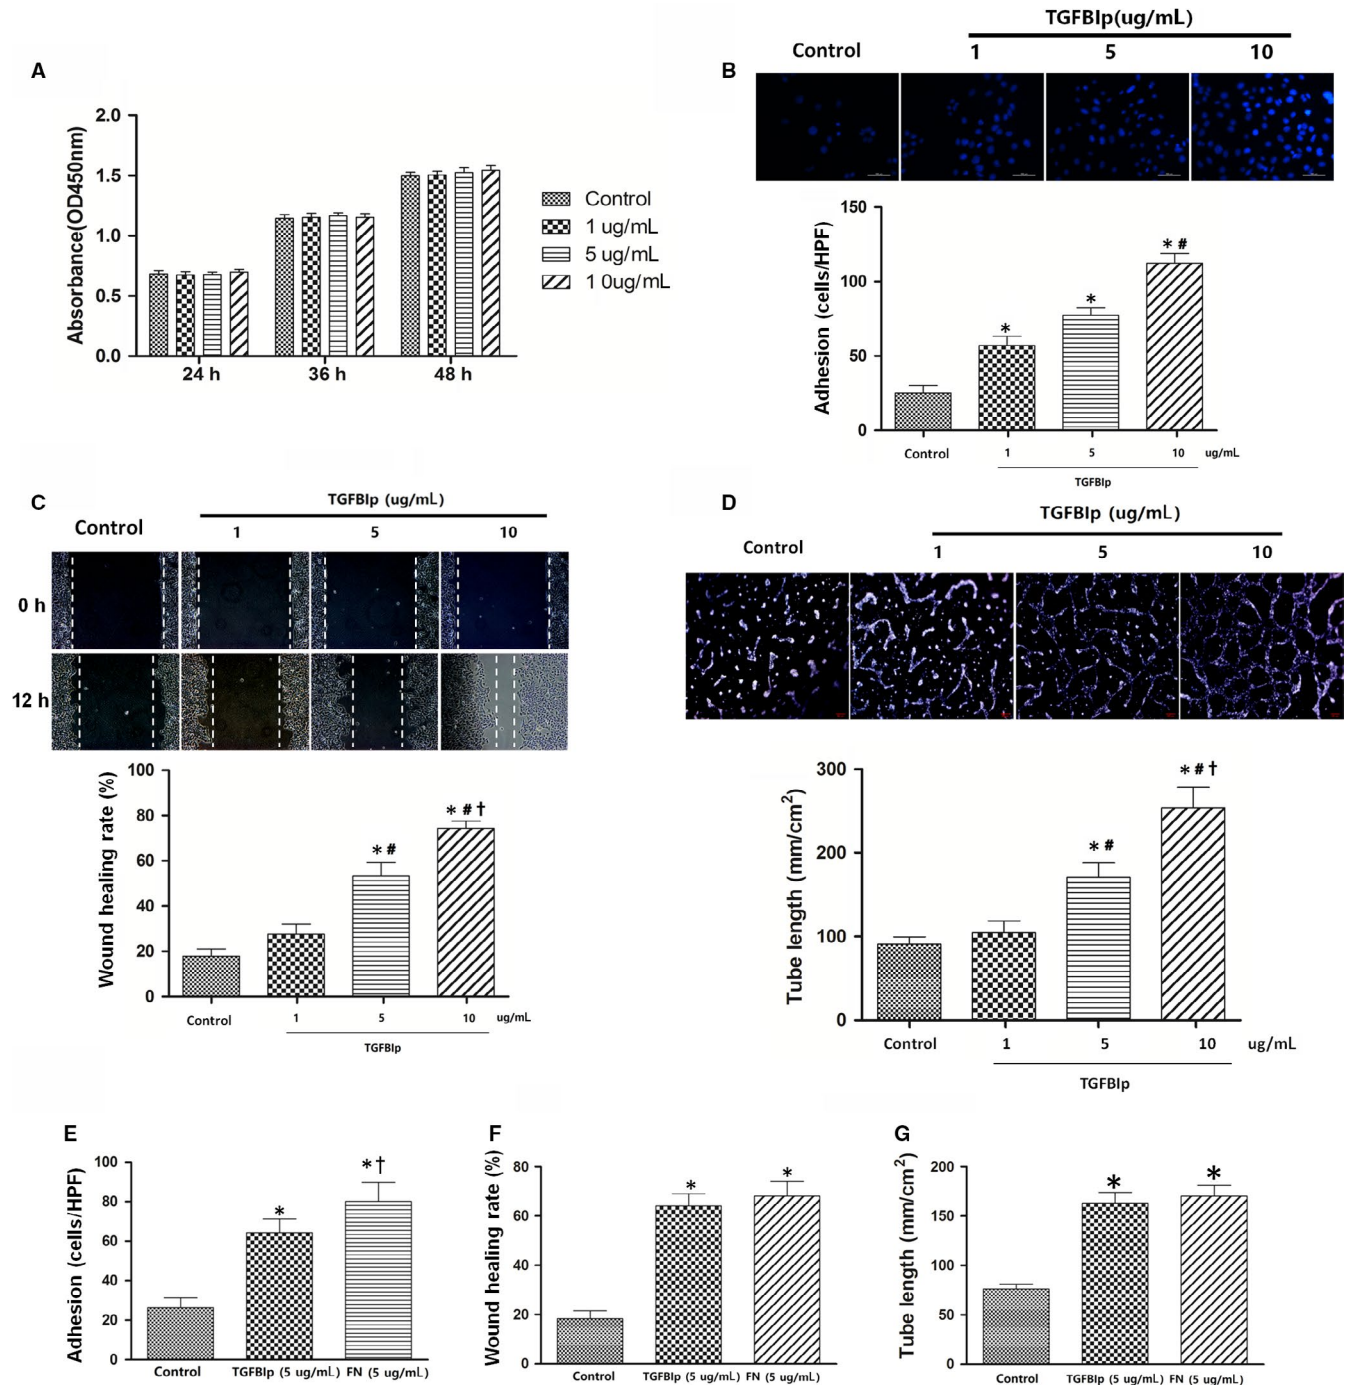 A
Absorbance(OD450nm)
2.0
1.5
1.0
0.5
0.0
24 h
36 h
48 h
Control
1 ug/mL
5 ug/mL
1 0ug/mL
B
TGFBIp(ug/mL)
Control
1
5
10
Adhesion (cells/HPF)
150
100
50
0
*
*
* #
Control
1
5
10
ug/mL
TGFBIp
C
TGFBIp (ug/mL)
Control
1
5
10
0 h
12 h
Wound healing rate (%)
100
80
60
40
20
0
* #
* # †
Control
1
5
10
ug/mL
TGFBIp
D
TGFBIp (ug/mL)
Control
1
5
10
Tube length (mm/cm²)
300
200
100
0
* #
* # †
Control
1
5
10
ug/mL
TGFBIp
E
Adhesion (cells/HPF)
100
80
60
40
20
0
*
* †
Control
TGFBIp (5 ug/mL)
FN (5 ug/mL)
F
Wound healing rate (%)
80
60
40
20
0
*
*
Control
TGFBIp (5 ug/mL)
FN (5 ug/mL)
G
Tube length (mm/cm²)
200
150
100
50
0
*
*
Control
TGFBIp (5 ug/mL)
FN (5 ug/mL)